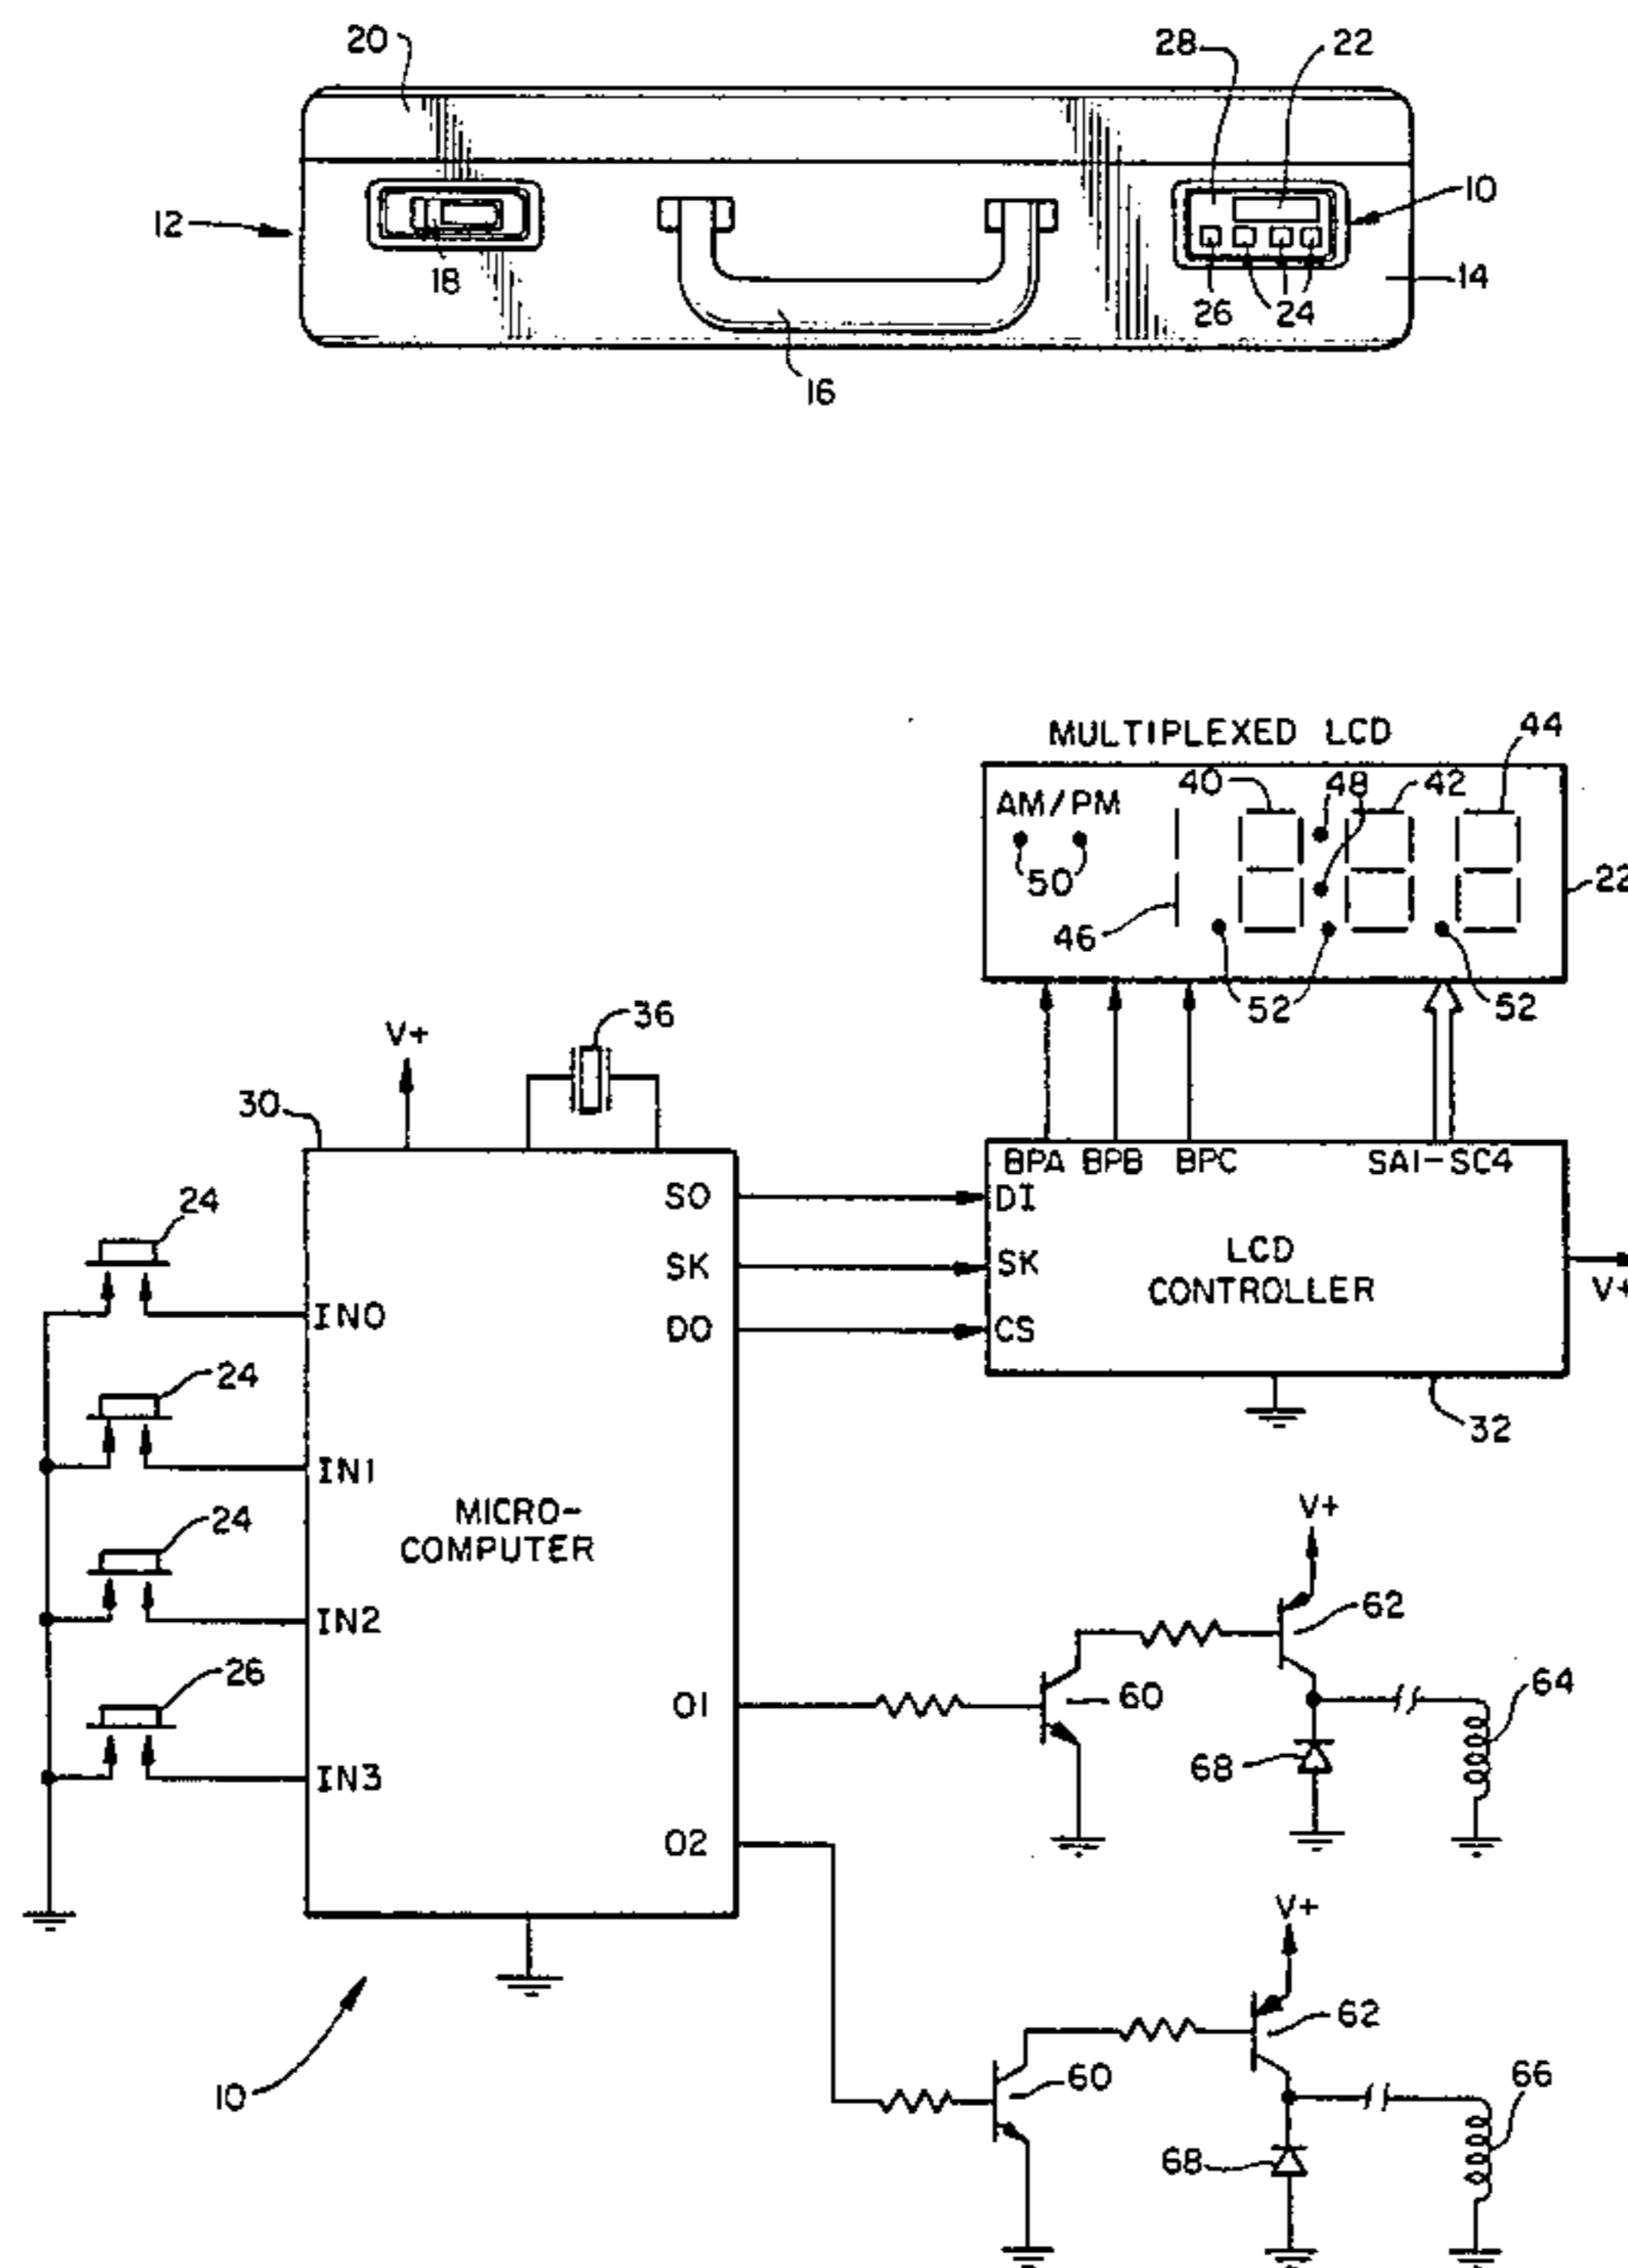 20 28 22
12 10
18 14
26 24
16
MULTIPLEXED LCD 44
AM/PM 40 48 42
50 22
46
52 52
V+ 36
30
BPA BPB BPC SA1-SC4
24 SO DI
SK SK LCD
CONTROLLER V+
IN0 DO CS
24 32
IN1
MICRO-
COMPUTER V+
24
IN2 62
26 O1 60 64
IN3 68
O2
V+
10 62
60 66
68